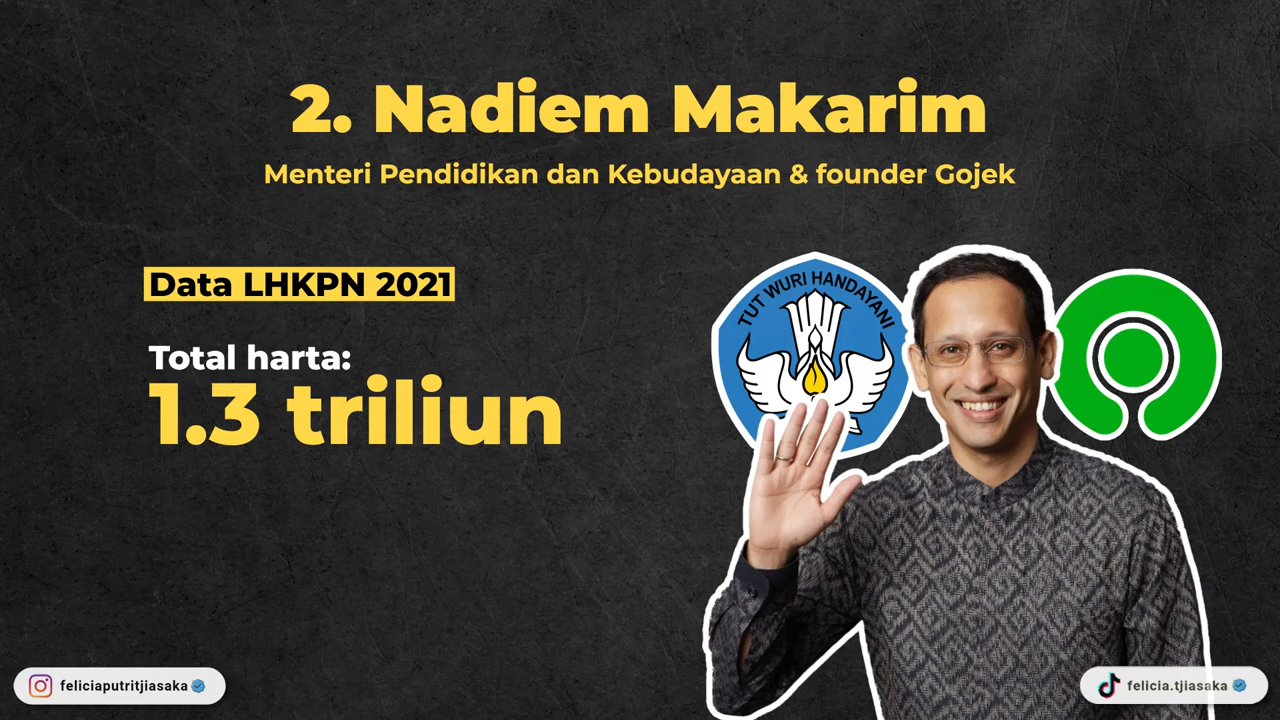 2. Nadiem Makarim
Menteri Pendidikan dan Kebudayaan & founder Gojek
Data LHKPN 2021
Total harta:
1.3 triliun
TUT WURI HANDAYANI
feliciaputritjiasaka
felicia.tjiasaka